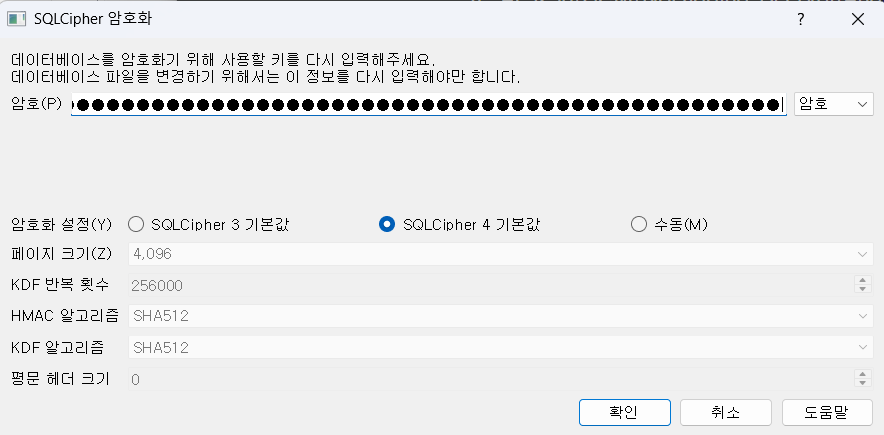 SQLCipher 암호화
데이터베이스를 암호화기 위해 사용할 키를 다시 입력해주세요.
데이터베이스 파일을 변경하기 위해서는 이 정보를 다시 입력해야만 합니다.
암호(P) 암호
암호화 설정(Y) SQLCipher 3 기본값 SQLCipher 4 기본값 수동(M)
페이지 크기(Z) 4,096
KDF 반복 횟수 256000
HMAC 알고리즘 SHA512
KDF 알고리즘 SHA512
평문 헤더 크기 0
확인 취소 도움말